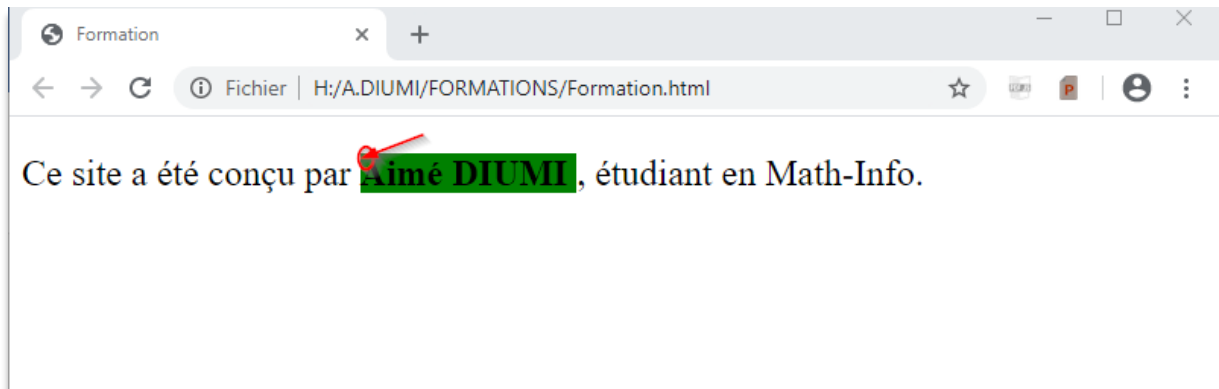 Formation
Fichier | H:/A.DIUMI/FORMATIONS/Formation.html
P
Ce site a été conçu par Aimé DIUMI , étudiant en Math-Info.